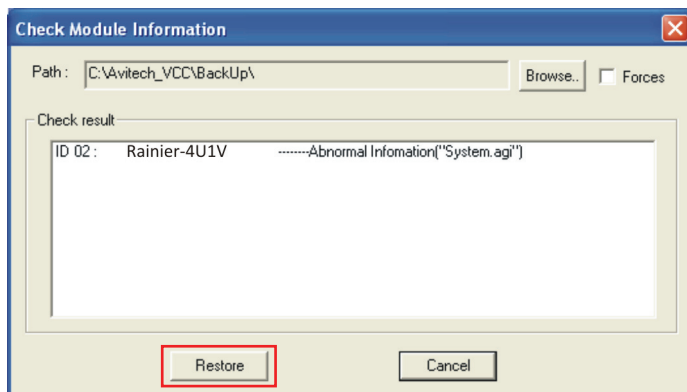 Check Module Information
Path : C:\Avitech_VCC\BackUp\ Browse.. Forces
Check result
ID 02 : Rainier-4U1V --------Abnormal Infomation("System.agi")
Restore Cancel